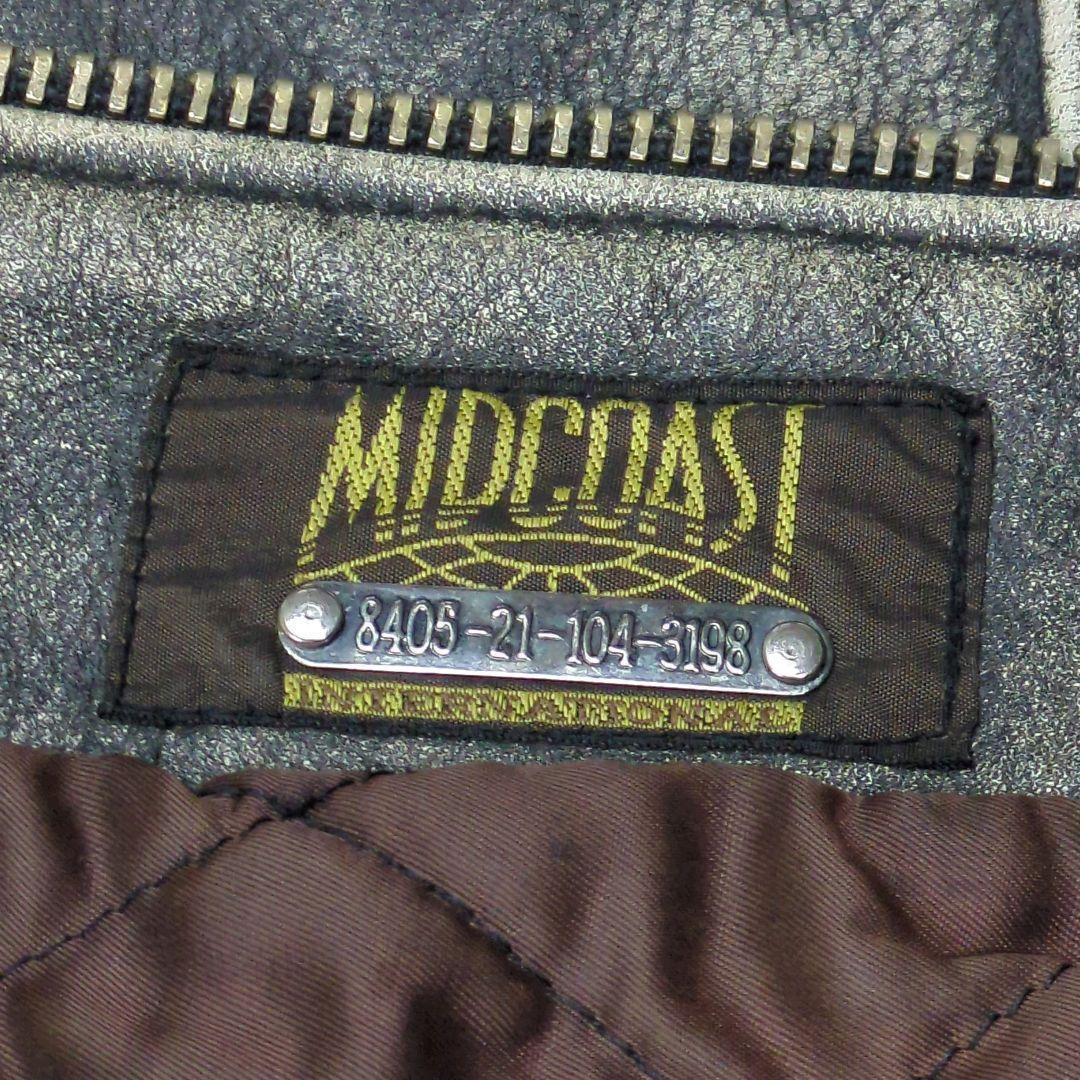 MIDCOAST
8405-21-104-3198
INTERNATIONAL